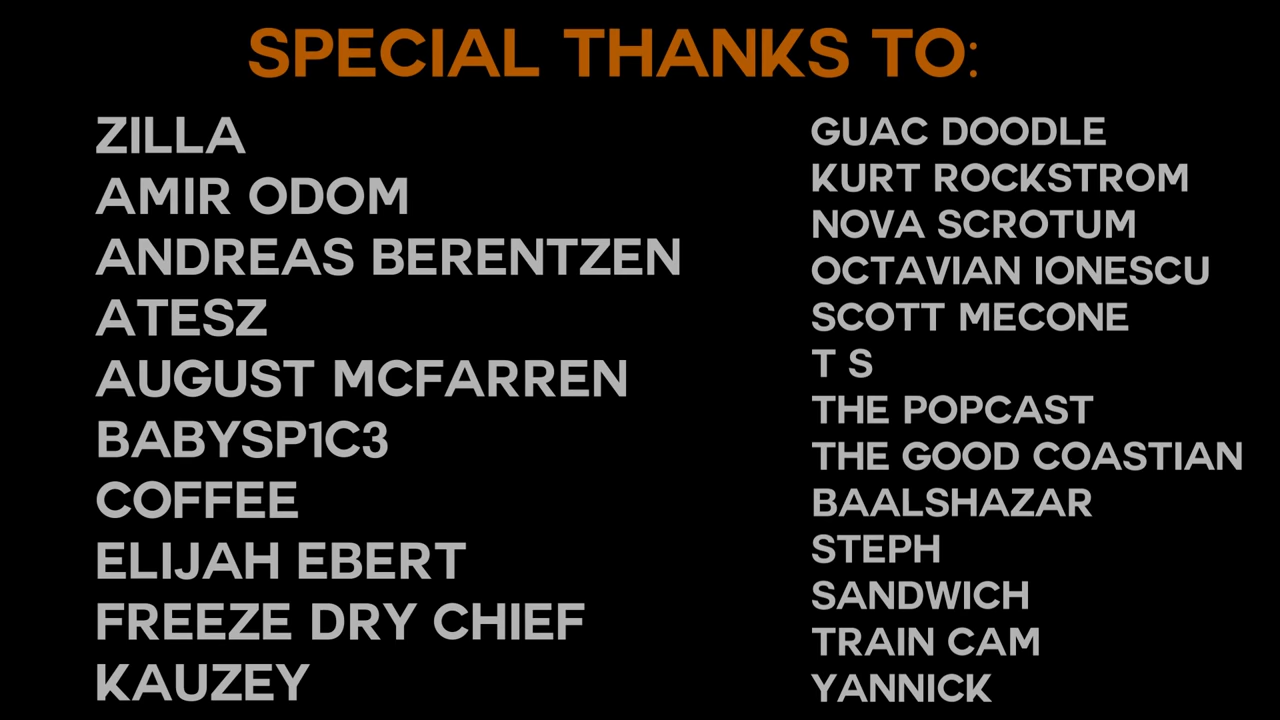 SPECIAL THANKS TO:
ZILLA
AMIR ODOM
ANDREAS BERENTZEN
ATESZ
AUGUST MCFARREN
BABYSP1C3
COFFEE
ELIJAH EBERT
FREEZE DRY CHIEF
KAUZEY
GUAC DOODLE
KURT ROCKSTROM
NOVA SCROTUM
OCTAVIAN IONESCU
SCOTT MECONE
T S
THE POPCAST
THE GOOD COASTIAN
BAALSHAZAR
STEPH
SANDWICH
TRAIN CAM
YANNICK